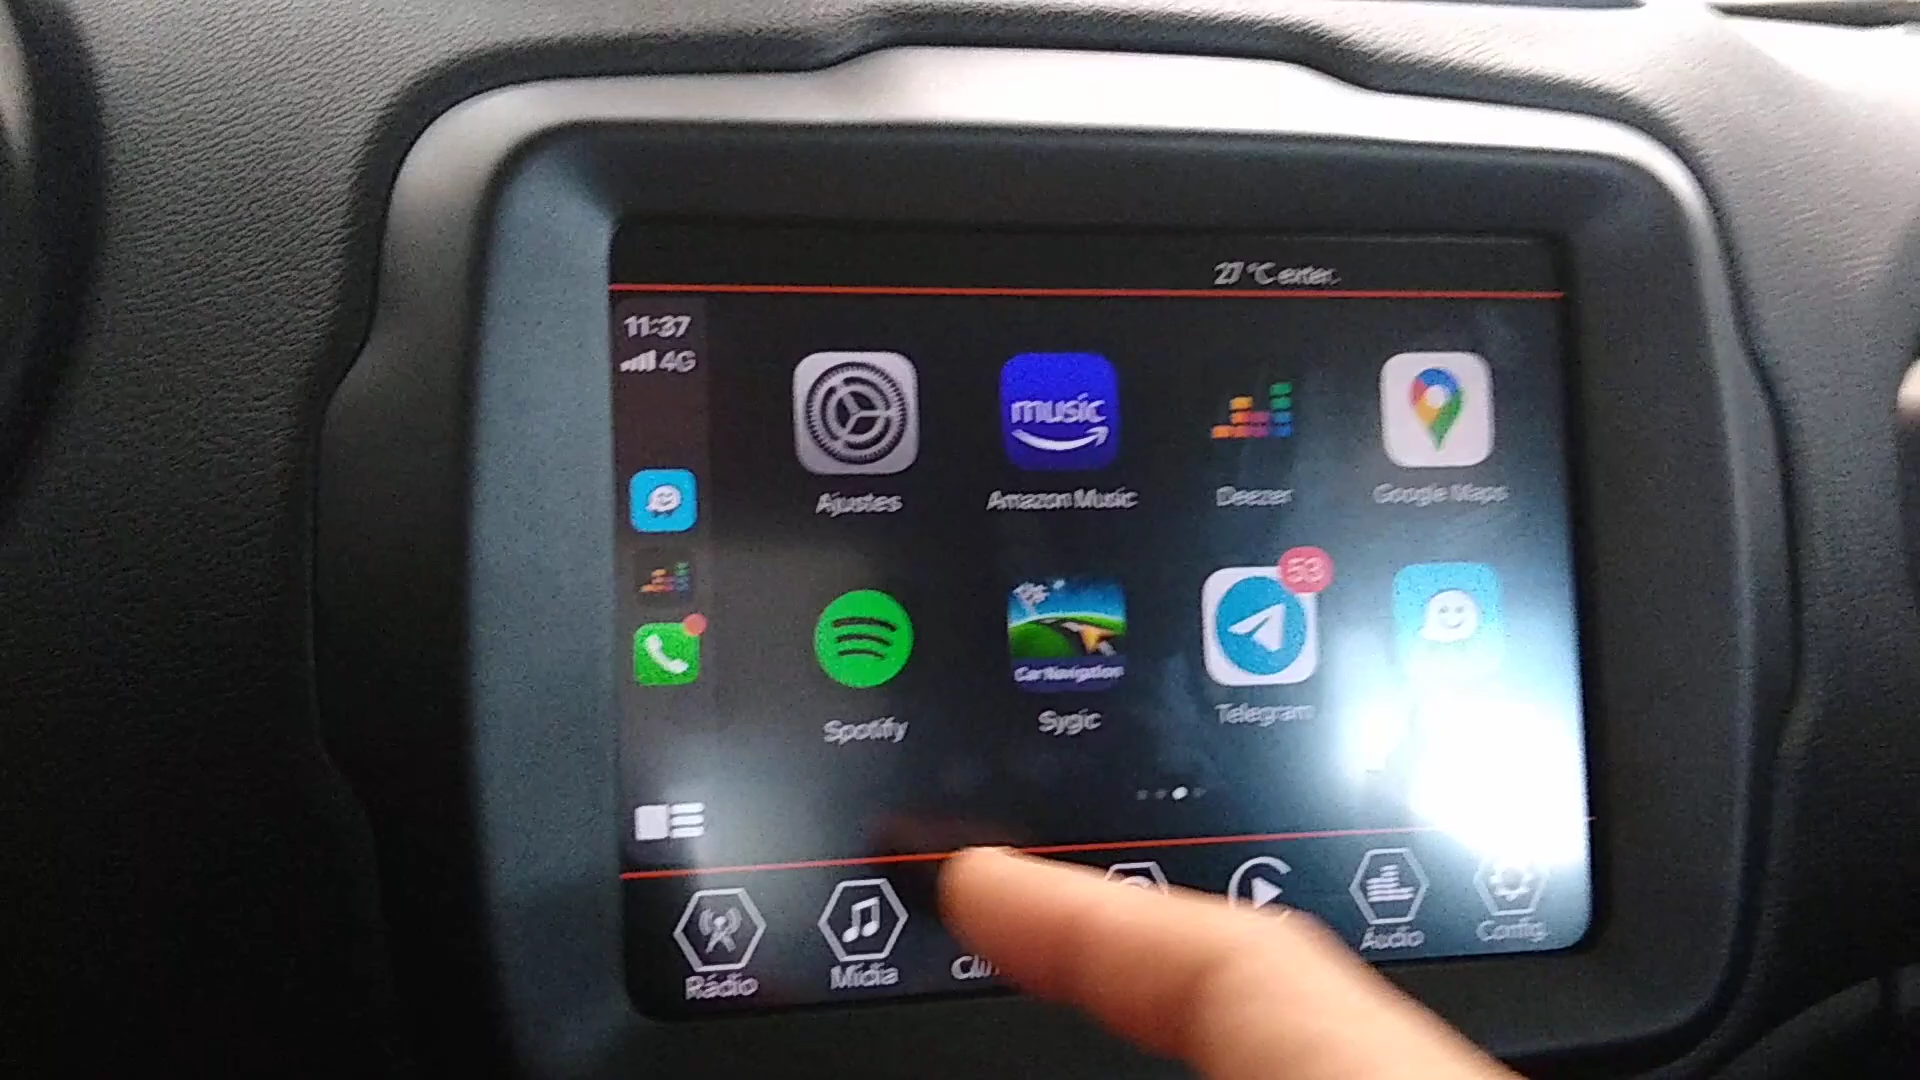 27 °C exter.
11:37
4G
music
Ajustes
Amazon Music
Deezer
Google Maps
53
Car Navigation
Spotify
Sygic
Telegram
Rádio
Mídia
Áudio
Config.